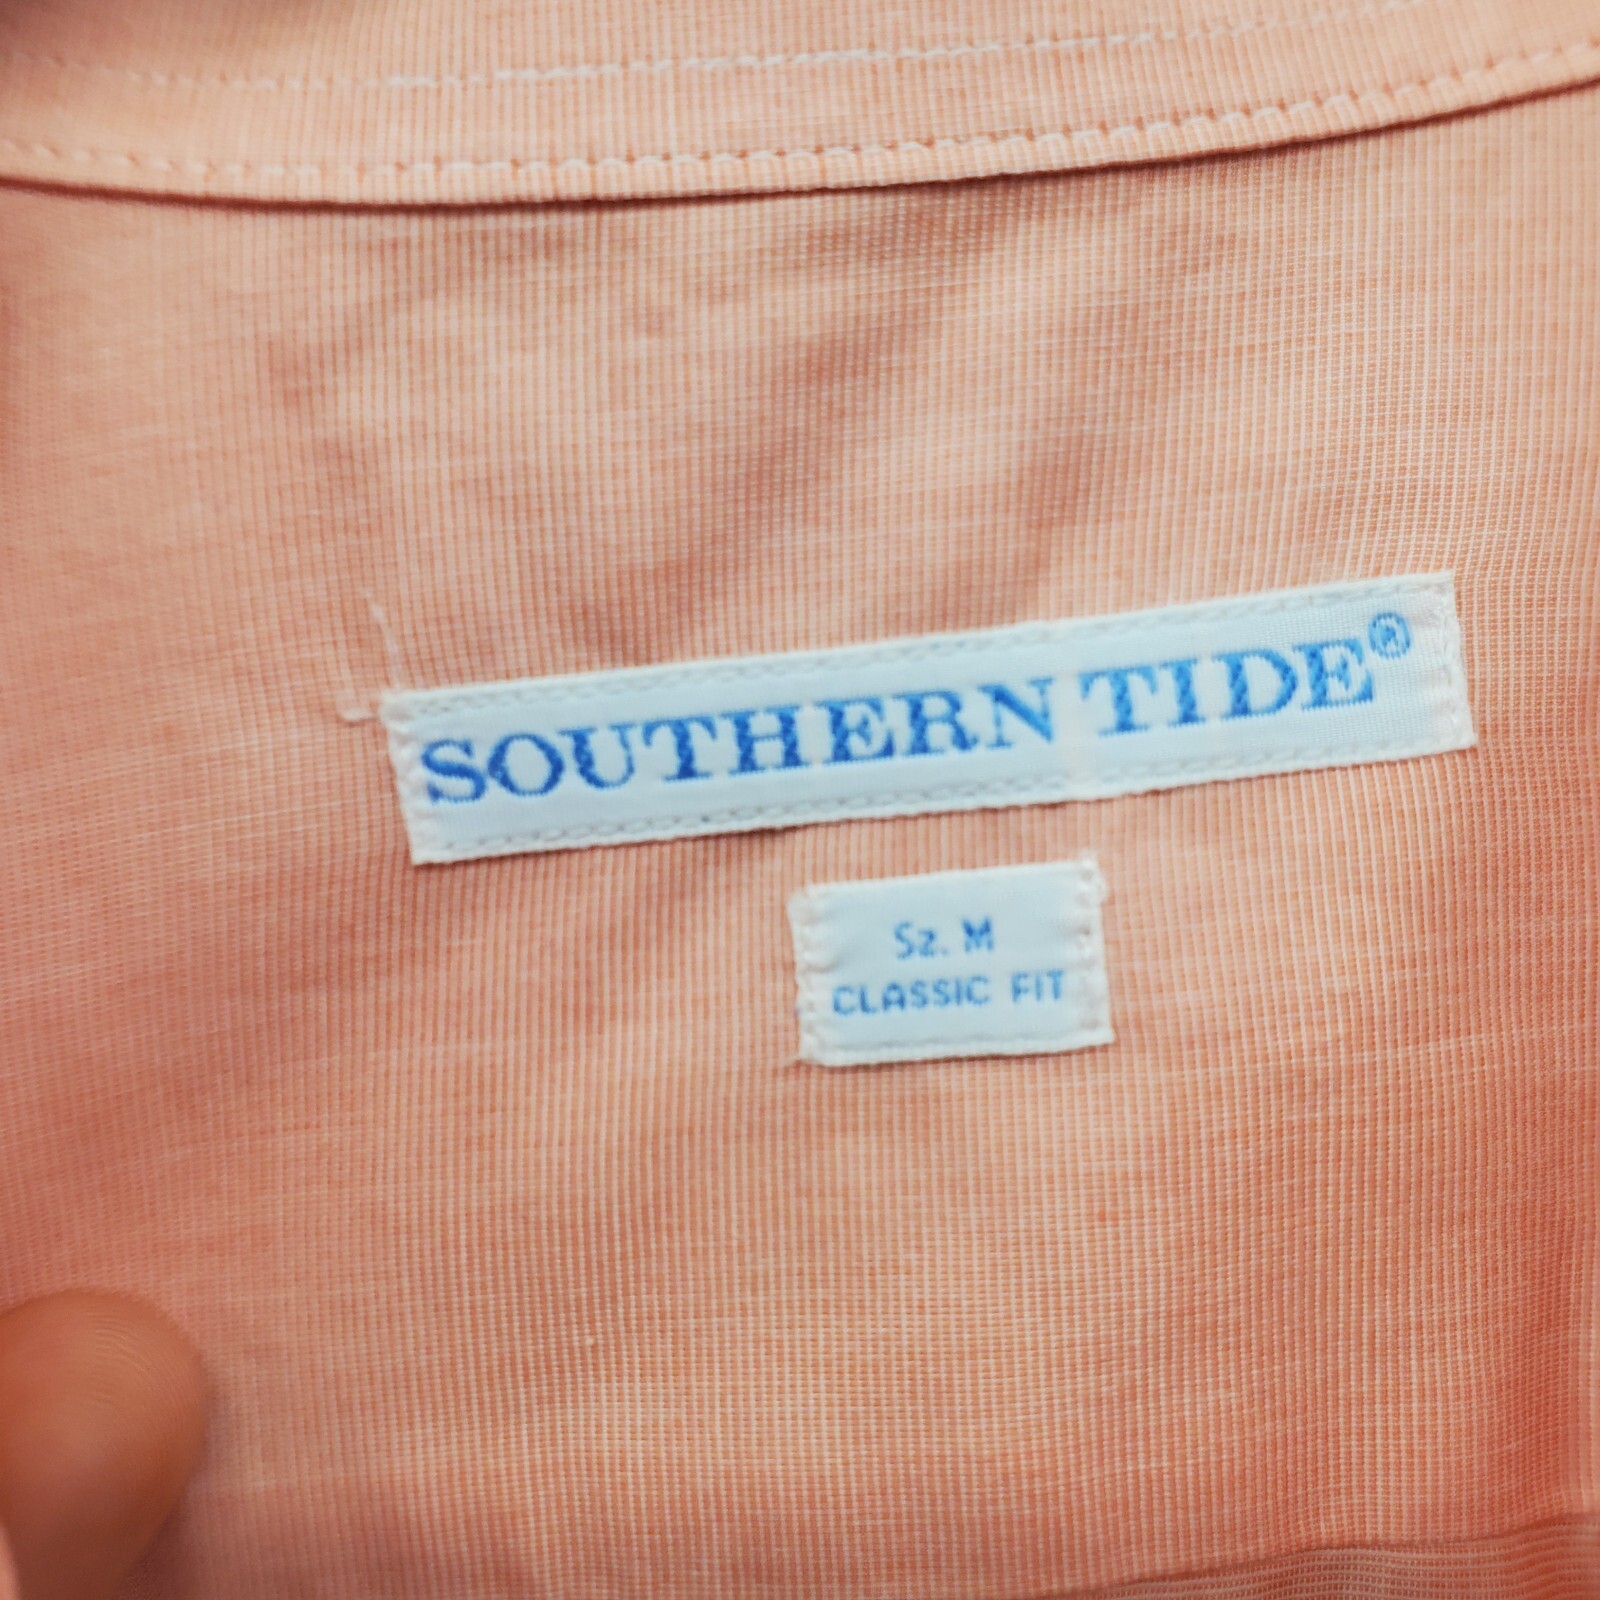 SOUTHERN TIDE®
Sz. M
CLASSIC FIT